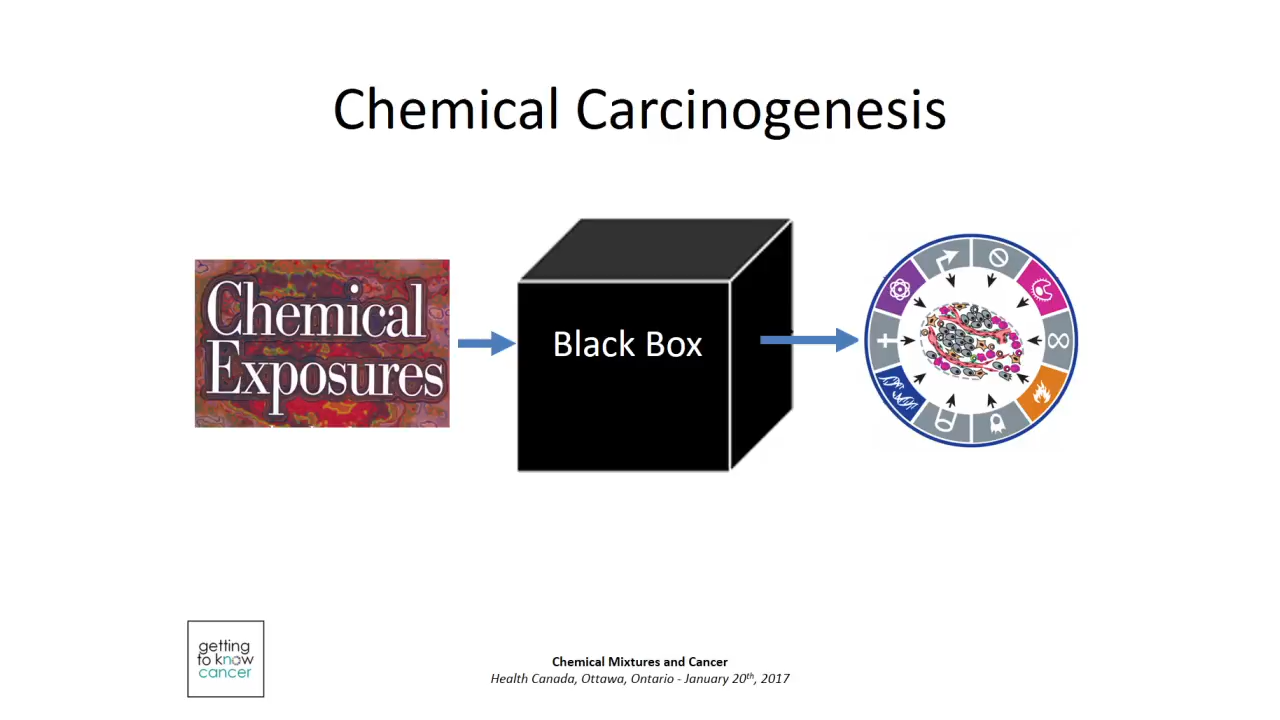 Chemical Carcinogenesis
Chemical
Exposures
Black Box
getting
to know
cancer
Chemical Mixtures and Cancer
Health Canada, Ottawa, Ontario - January 20th, 2017